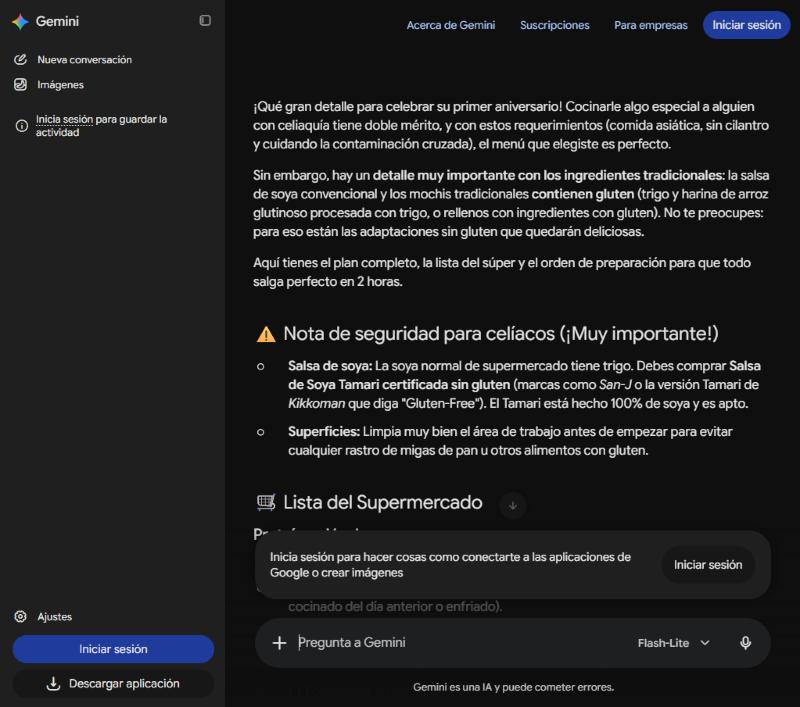 Gemini
Nueva conversación
Imágenes
Inicia sesión para guardar la
actividad
Ajustes
Iniciar sesión
Descargar aplicación
Acerca de Gemini
Suscripciones
Para empresas
Iniciar sesión
¡Qué gran detalle para celebrar su primer aniversario! Cocinarle algo especial a alguien
con celiaquía tiene doble mérito, y con estos requerimientos (comida asiática, sin cilantro
y cuidando la contaminación cruzada), el menú que elegiste es perfecto.
Sin embargo, hay un detalle muy importante con los ingredientes tradicionales: la salsa
de soya convencional y los mochis tradicionales contienen gluten (trigo y harina de arroz
glutinoso procesada con trigo, o rellenos con ingredientes con gluten). No te preocupes:
para eso están las adaptaciones sin gluten que quedarán deliciosas.
Aquí tienes el plan completo, la lista del súper y el orden de preparación para que todo
salga perfecto en 2 horas.
Nota de seguridad para celíacos (¡Muy importante!)
Salsa de soya: La soya normal de supermercado tiene trigo. Debes comprar Salsa
de Soya Tamari certificada sin gluten (marcas como San-J o la versión Tamari de
Kikkoman que diga "Gluten-Free"). El Tamari está hecho 100% de soya y es apto.
Superficies: Limpia muy bien el área de trabajo antes de empezar para evitar
cualquier rastro de migas de pan u otros alimentos con gluten.
Lista del Supermercado
Inicia sesión para hacer cosas como conectarte a las aplicaciones de
Google o crear imágenes
Iniciar sesión
cocinado del día anterior o enfriado).
Pregunta a Gemini
Flash-Lite
Gemini es una IA y puede cometer errores.